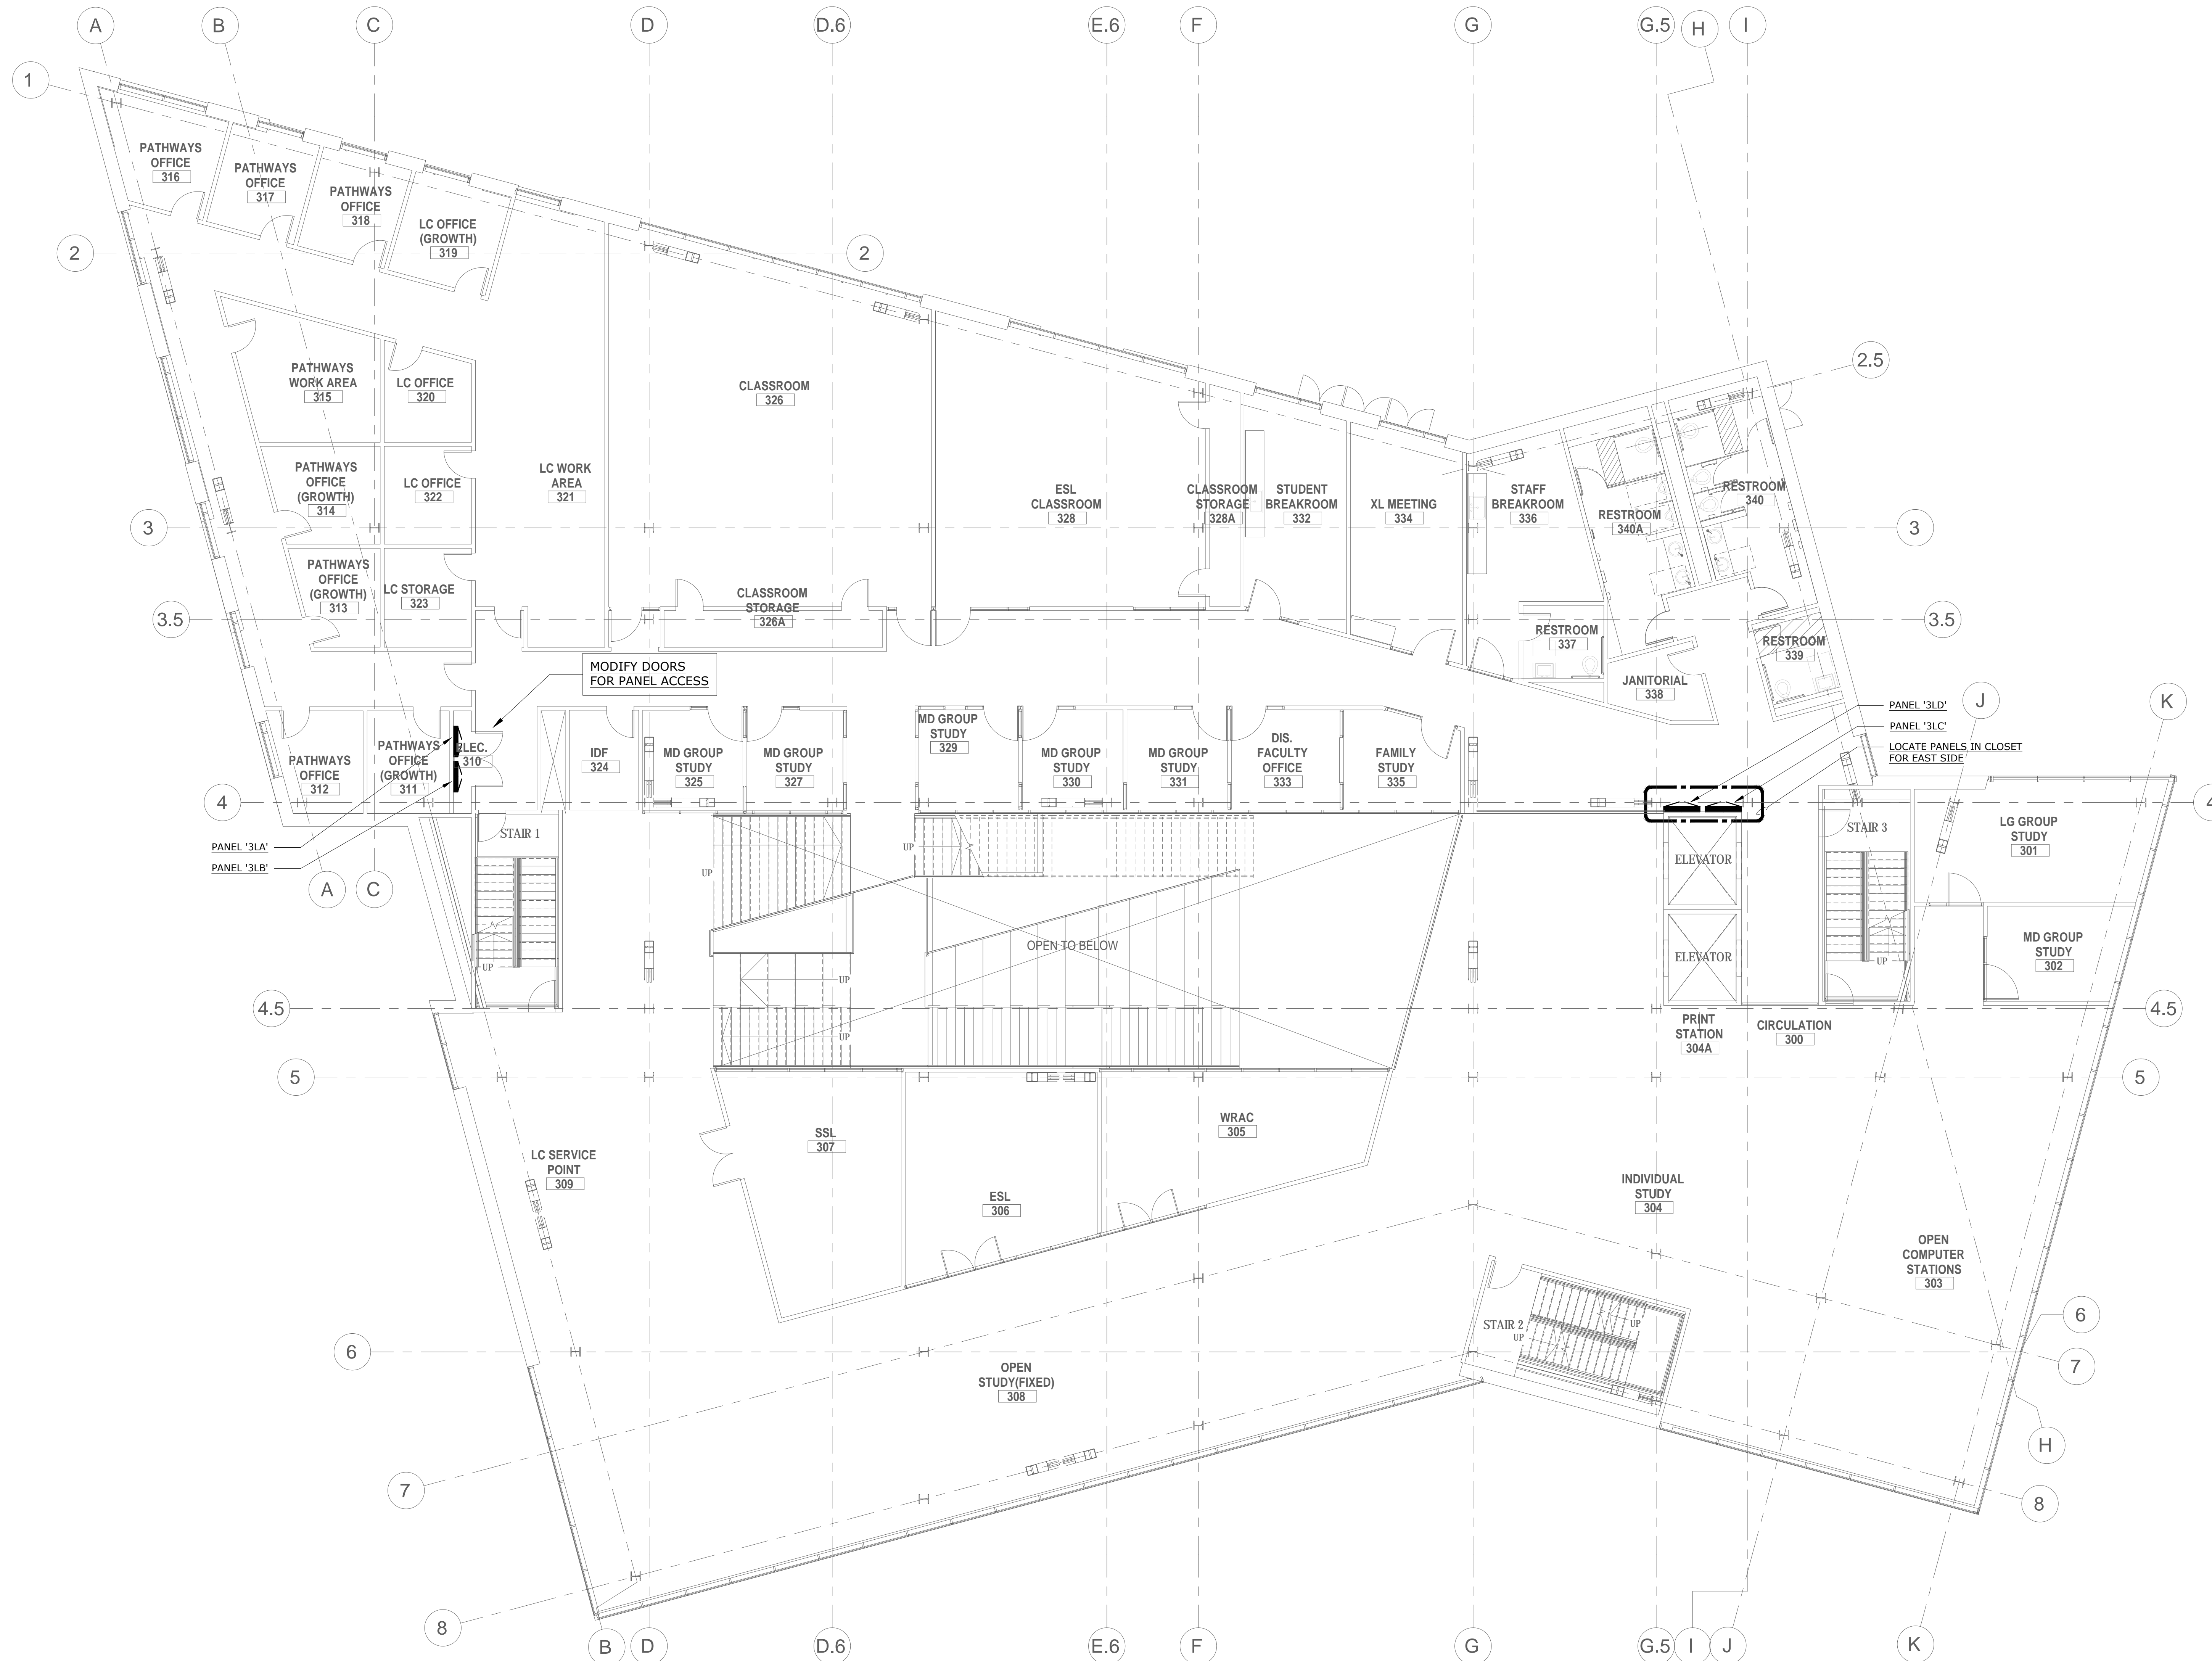 A
B
C
D
D.6
E.6
F
G
G.5
H
I
1
PATHWAYS
OFFICE
316
PATHWAYS
OFFICE
317
PATHWAYS
OFFICE
318
LC OFFICE
(GROWTH)
319
2
2
2.5
PATHWAYS
WORK AREA
315
LC OFFICE
320
CLASSROOM
326
PATHWAYS
OFFICE
(GROWTH)
314
LC OFFICE
322
LC WORK
AREA
321
ESL
CLASSROOM
328
CLASSROOM
STORAGE
328A
STUDENT
BREAKROOM
332
XL MEETING
334
STAFF
BREAKROOM
336
RESTROOM
340A
RESTROOM
340
3
3
PATHWAYS
OFFICE
(GROWTH)
313
LC STORAGE
323
CLASSROOM
STORAGE
326A
3.5
3.5
RESTROOM
337
RESTROOM
339
JANITORIAL
338
MODIFY DOORS
FOR PANEL ACCESS
J
K
PANEL '3LD'
PANEL '3LC'
LOCATE PANELS IN CLOSET
FOR EAST SIDE
PATHWAYS
OFFICE
312
PATHWAYS
OFFICE
(GROWTH)
311
ELEC.
310
IDF
324
MD GROUP
STUDY
325
MD GROUP
STUDY
327
MD GROUP
STUDY
329
MD GROUP
STUDY
330
MD GROUP
STUDY
331
DIS.
FACULTY
OFFICE
333
FAMILY
STUDY
335
4
4
PANEL '3LA'
PANEL '3LB'
STAIR 1
UP
UP
ELEVATOR
STAIR 3
LG GROUP
STUDY
301
A
C
UP
OPEN TO BELOW
ELEVATOR
UP
MD GROUP
STUDY
302
UP
4.5
4.5
UP
PRINT
STATION
304A
CIRCULATION
300
5
5
SSL
307
WRAC
305
LC SERVICE
POINT
309
ESL
306
INDIVIDUAL
STUDY
304
OPEN
COMPUTER
STATIONS
303
STAIR 2
UP
UP
6
6
7
OPEN
STUDY(FIXED)
308
H
7
8
8
B
D
D.6
E.6
F
G
G.5
I
J
K